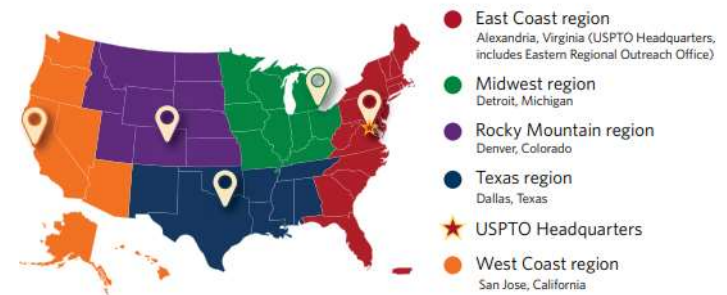 East Coast region
Alexandria, Virginia (USPTO Headquarters,
includes Eastern Regional Outreach Office)
Midwest region
Detroit, Michigan
Rocky Mountain region
Denver, Colorado
Texas region
Dallas, Texas
USPTO Headquarters
West Coast region
San Jose, California